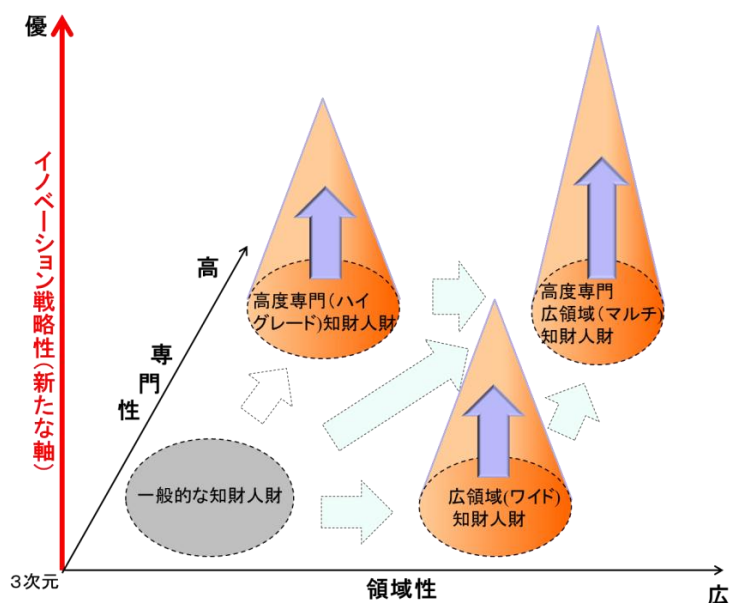 優
イノベーション戦略性(新たな軸)
高
専門性
高度専門(ハイ
グレード)知財人財
高度専門
広領域(マルチ)
知財人財
一般的な知財人財
広領域(ワイド)
知財人財
3次元
領域性
広